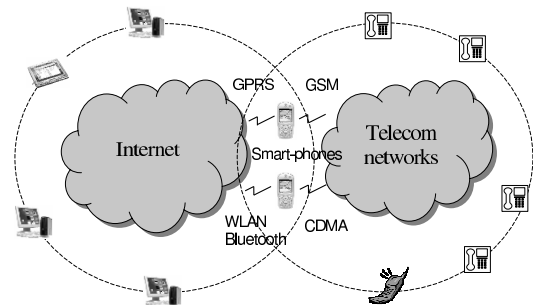 GPRS
GSM
Internet
Smart-phones
Telecom
networks
WLAN
Bluetooth
CDMA